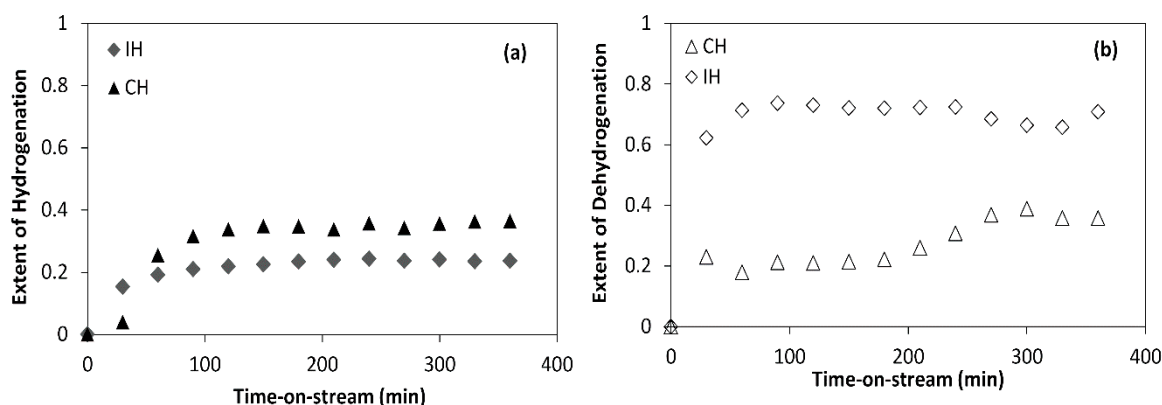 (a)
IH
CH
1
0.8
0.6
0.4
0.2
0
0 100 200 300 400
Extent of Hydrogenation
Time-on-stream (min)
(b)
CH
IH
1
0.8
0.6
0.4
0.2
0
0 100 200 300 400
Extent of Dehydrogenation
Time-on-stream (min)